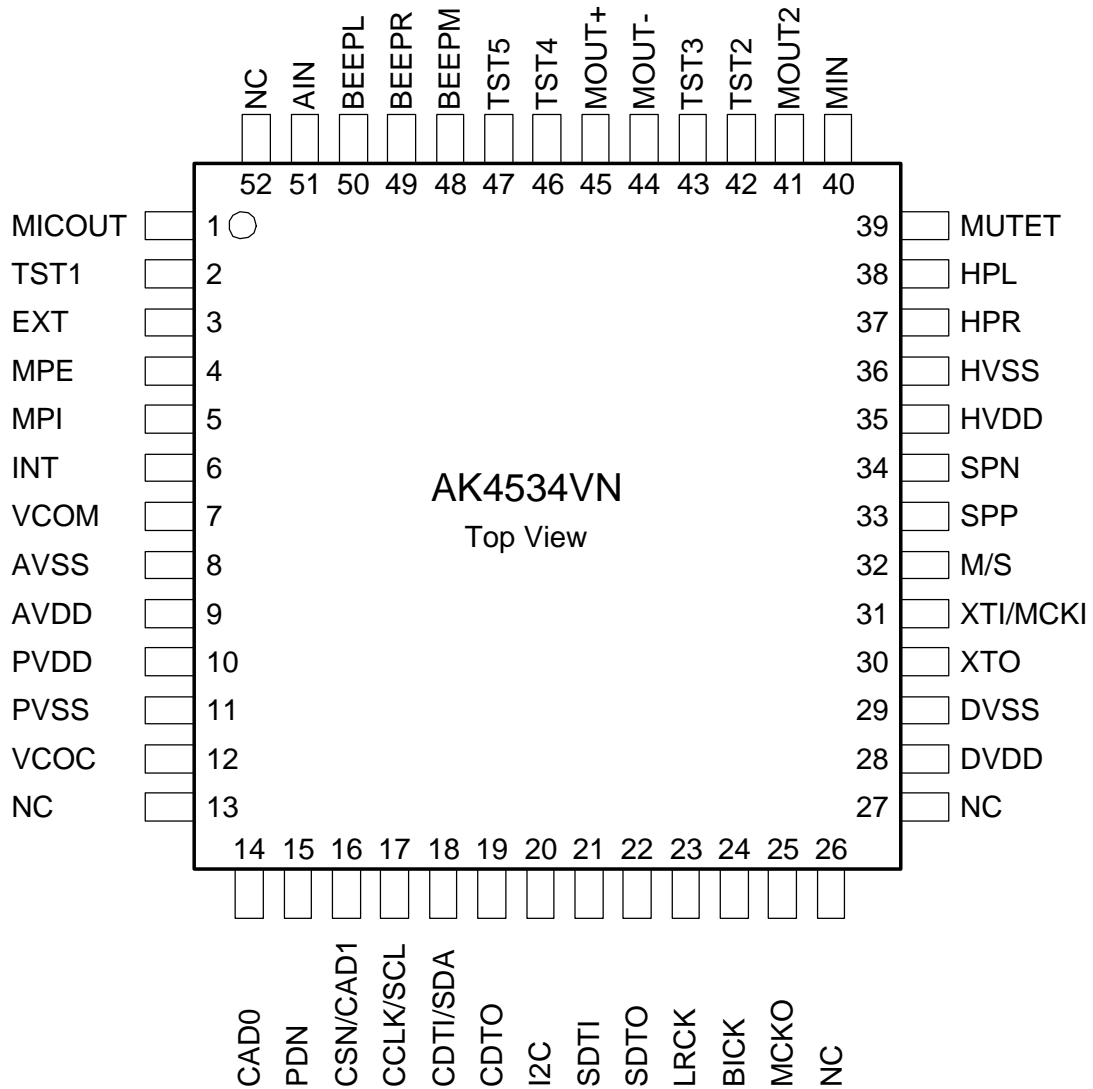 NC AIN BEEPL BEEPR BEEPM TST5 TST4 MOUT+ MOUT- TST3 TST2 MOUT2 MIN
52 51 50 49 48 47 46 45 44 43 42 41 40
MICOUT 1 39 MUTET
TST1 2 38 HPL
EXT 3 37 HPR
MPE 4 36 HVSS
MPI 5 35 HVDD
INT 6 34 SPN
AK4534VN
VCOM 7 33 SPP
Top View
AVSS 8 32 M/S
AVDD 9 31 XTI/MCKI
PVDD 10 30 XTO
PVSS 11 29 DVSS
VCOC 12 28 DVDD
NC 13 27 NC
14 15 16 17 18 19 20 21 22 23 24 25 26
CAD0 PDN CSN/CAD1 CCLK/SCL CDTI/SDA CDTO I2C SDTI SDTO LRCK BICK MCKO NC